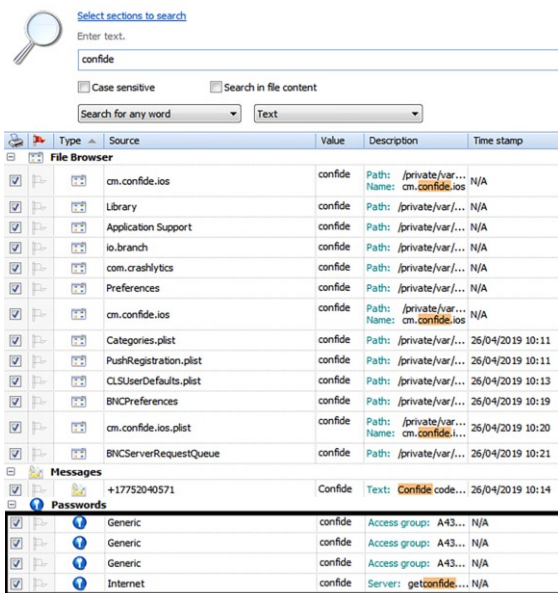 Select sections to search
Enter text.
confide
Case sensitive Search in file content
Search for any word Text
Type Source Value Description Time stamp
File Browser
cm.confide.ios confide Path: /private/var... Name: cm.confide.ios N/A
Library confide Path: /private/var/... N/A
Application Support confide Path: /private/var/... N/A
io.branch confide Path: /private/var/... N/A
com.crashlytics confide Path: /private/var/... N/A
Preferences confide Path: /private/var/... N/A
cm.confide.ios confide Path: /private/var... Name: cm.confide.ios N/A
Categories.plist confide Path: /private/var/... 26/04/2019 10:11
PushRegistration.plist confide Path: /private/var/... 26/04/2019 10:11
CLSUserDefaults.plist confide Path: /private/var/... 26/04/2019 10:13
BNCPreferences confide Path: /private/var/... 26/04/2019 10:19
cm.confide.ios.plist confide Path: /private/var... Name: cm.confide.i... 26/04/2019 10:20
BNCServerRequestQueue confide Path: /private/var/... 26/04/2019 10:21
Messages
+17752040571 Confide Text: Confide code... 26/04/2019 10:14
Passwords
Generic confide Access group: A43... N/A
Generic confide Access group: A43... N/A
Generic confide Access group: A43... N/A
Internet confide Server: getconfide.... N/A